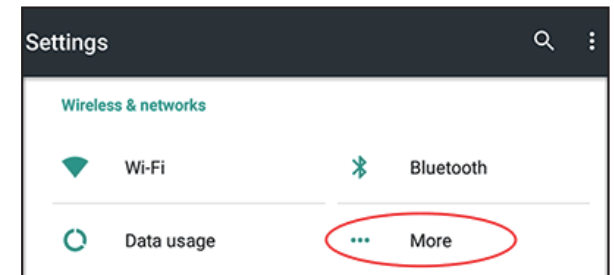 Settings
Wireless & networks
Wi-Fi Bluetooth
Data usage More